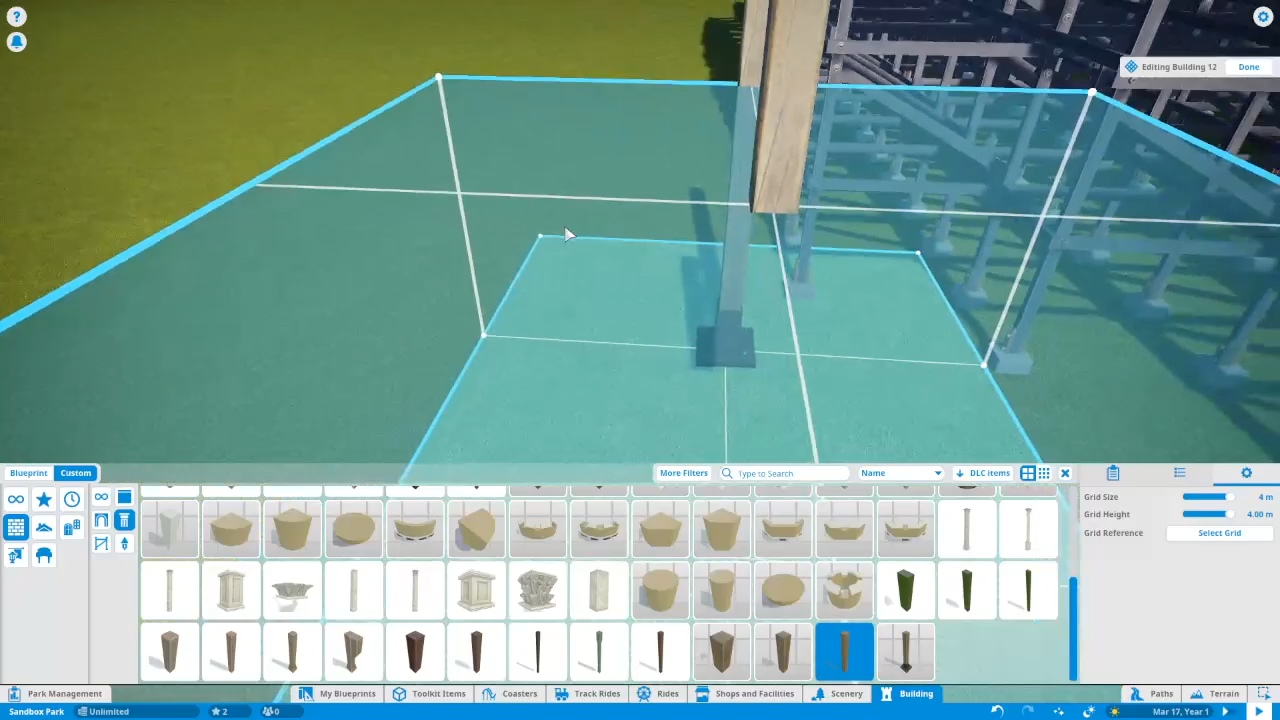 ?
Editing Building 12
Done
Blueprint
Custom
More Filters
Type to Search
Name
DLC items
Grid Size
4 m
Grid Height
4.00 m
Grid Reference
Select Grid
Park Management
My Blueprints
Toolkit Items
Coasters
Track Rides
Rides
Shops and Facilities
Scenery
Building
Paths
Terrain
Sandbox Park
Unlimited
2
0
Mar 17, Year 1